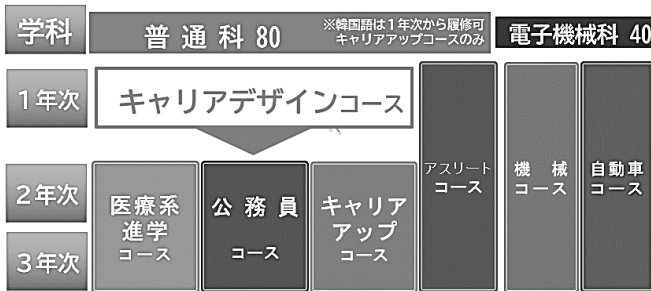 学科
普通科 80
※韓国語は1年次から履修可
キャリアアップコースのみ
電子機械科 40
1年次
キャリアデザインコース
2年次
3年次
医療系
進学
コース
公務員
コース
キャリア
アップ
コース
アスリート
コース
機械
コース
自動車
コース